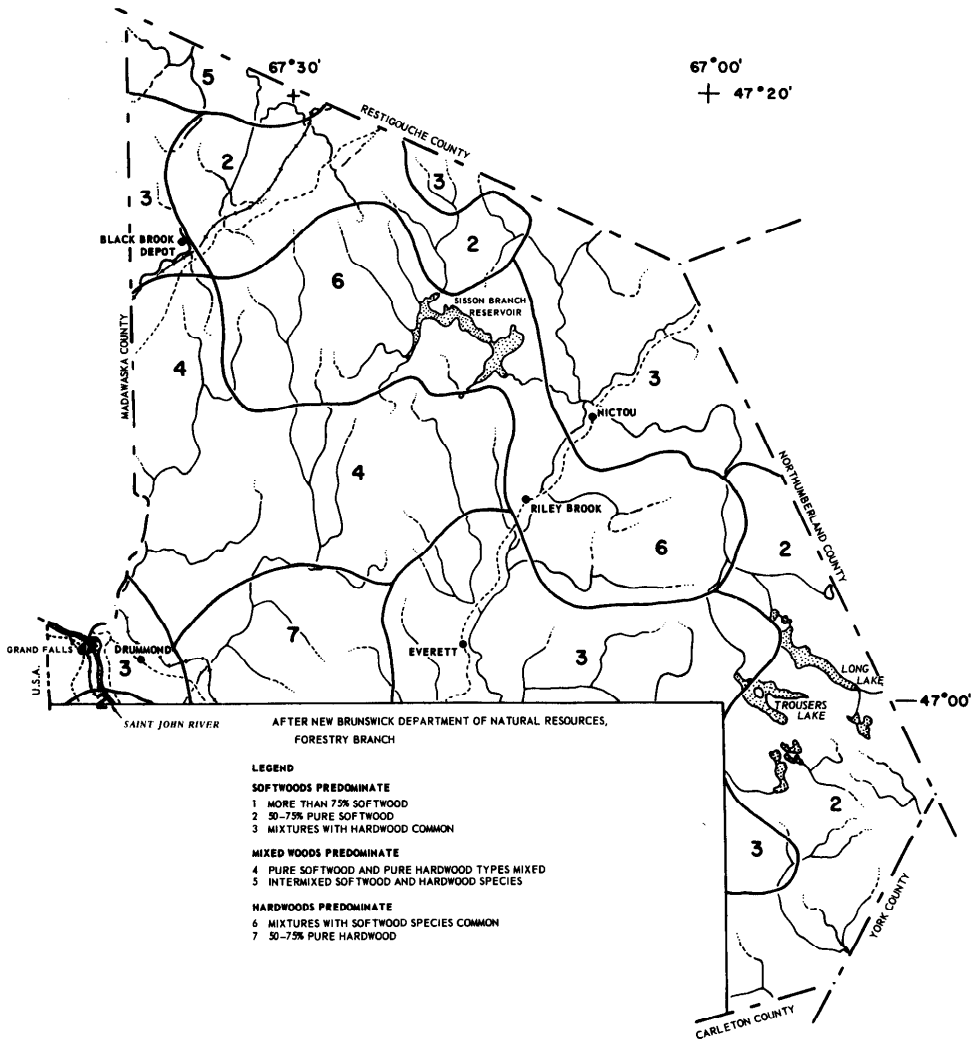 67°30'
67°00'
47°20'
5
RESTIGOUCHE COUNTY
2
3
3
BLACK BROOK
DEPOT
2
6
SISSON BRANCH
RESERVOIR
MADAWASKA COUNTY
4
3
NICTOU
4
NORTHUMBERLAND COUNTY
RILEY BROOK
6
2
7
GRAND FALLS
DRUMMOND
3
EVERETT
3
U.S.A.
LONG
LAKE
TROUSERS
LAKE
47°00'
2
SAINT JOHN RIVER
AFTER NEW BRUNSWICK DEPARTMENT OF NATURAL RESOURCES,
FORESTRY BRANCH
LEGEND
SOFTWOODS PREDOMINATE
1 MORE THAN 75% SOFTWOOD
2 50-75% PURE SOFTWOOD
3 MIXTURES WITH HARDWOOD COMMON
MIXED WOODS PREDOMINATE
4 PURE SOFTWOOD AND PURE HARDWOOD TYPES MIXED
5 INTERMIXED SOFTWOOD AND HARDWOOD SPECIES
HARDWOODS PREDOMINATE
6 MIXTURES WITH SOFTWOOD SPECIES COMMON
7 50-75% PURE HARDWOOD
2
3
YORK COUNTY
CARLETON COUNTY